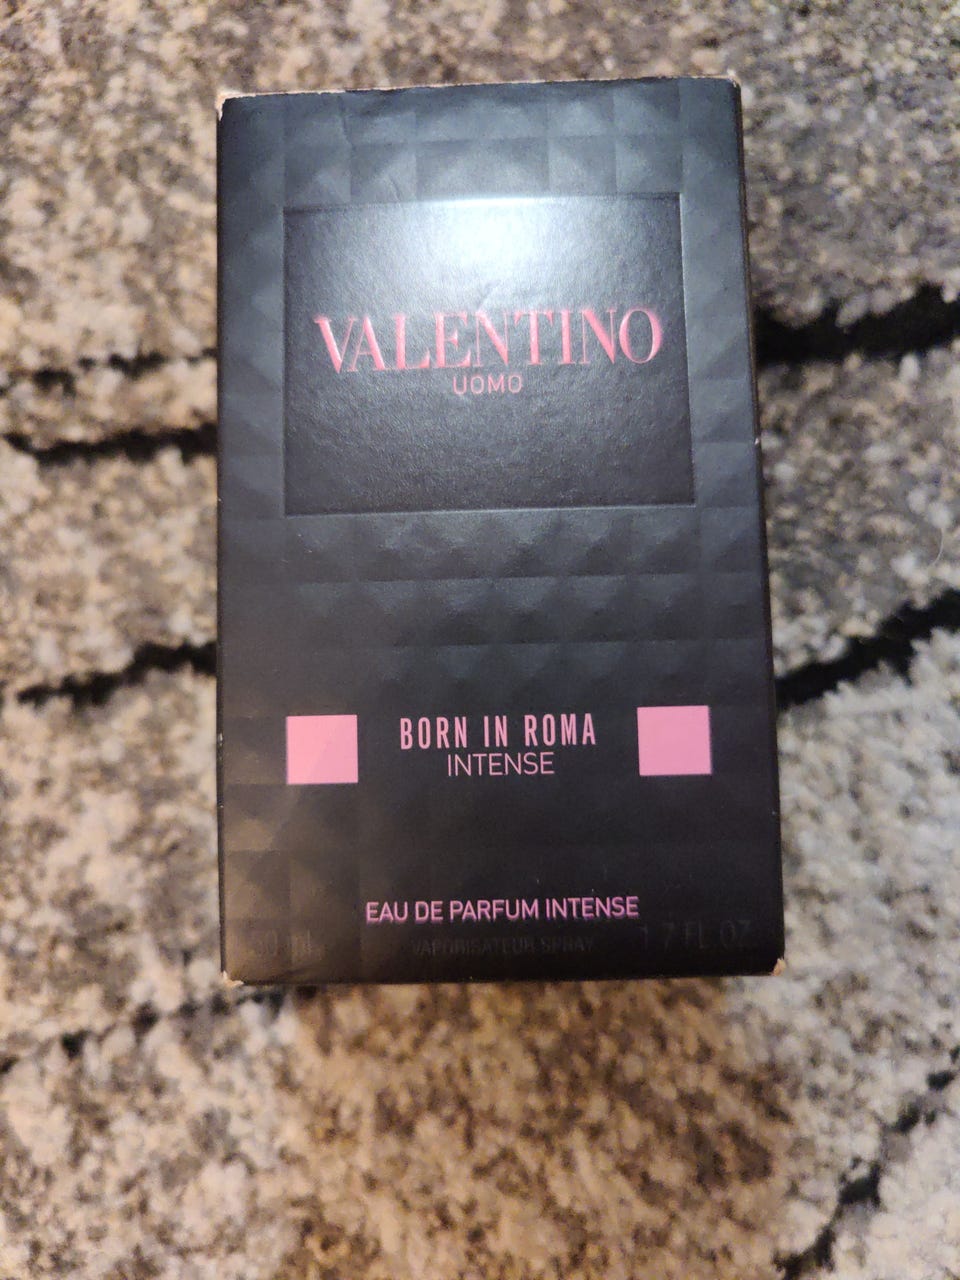 VALENTINO
UOMO
BORN IN ROMA
INTENSE
EAU DE PARFUM INTENSE
50 ml VAPORISATEUR SPRAY 1.7 FL.OZ